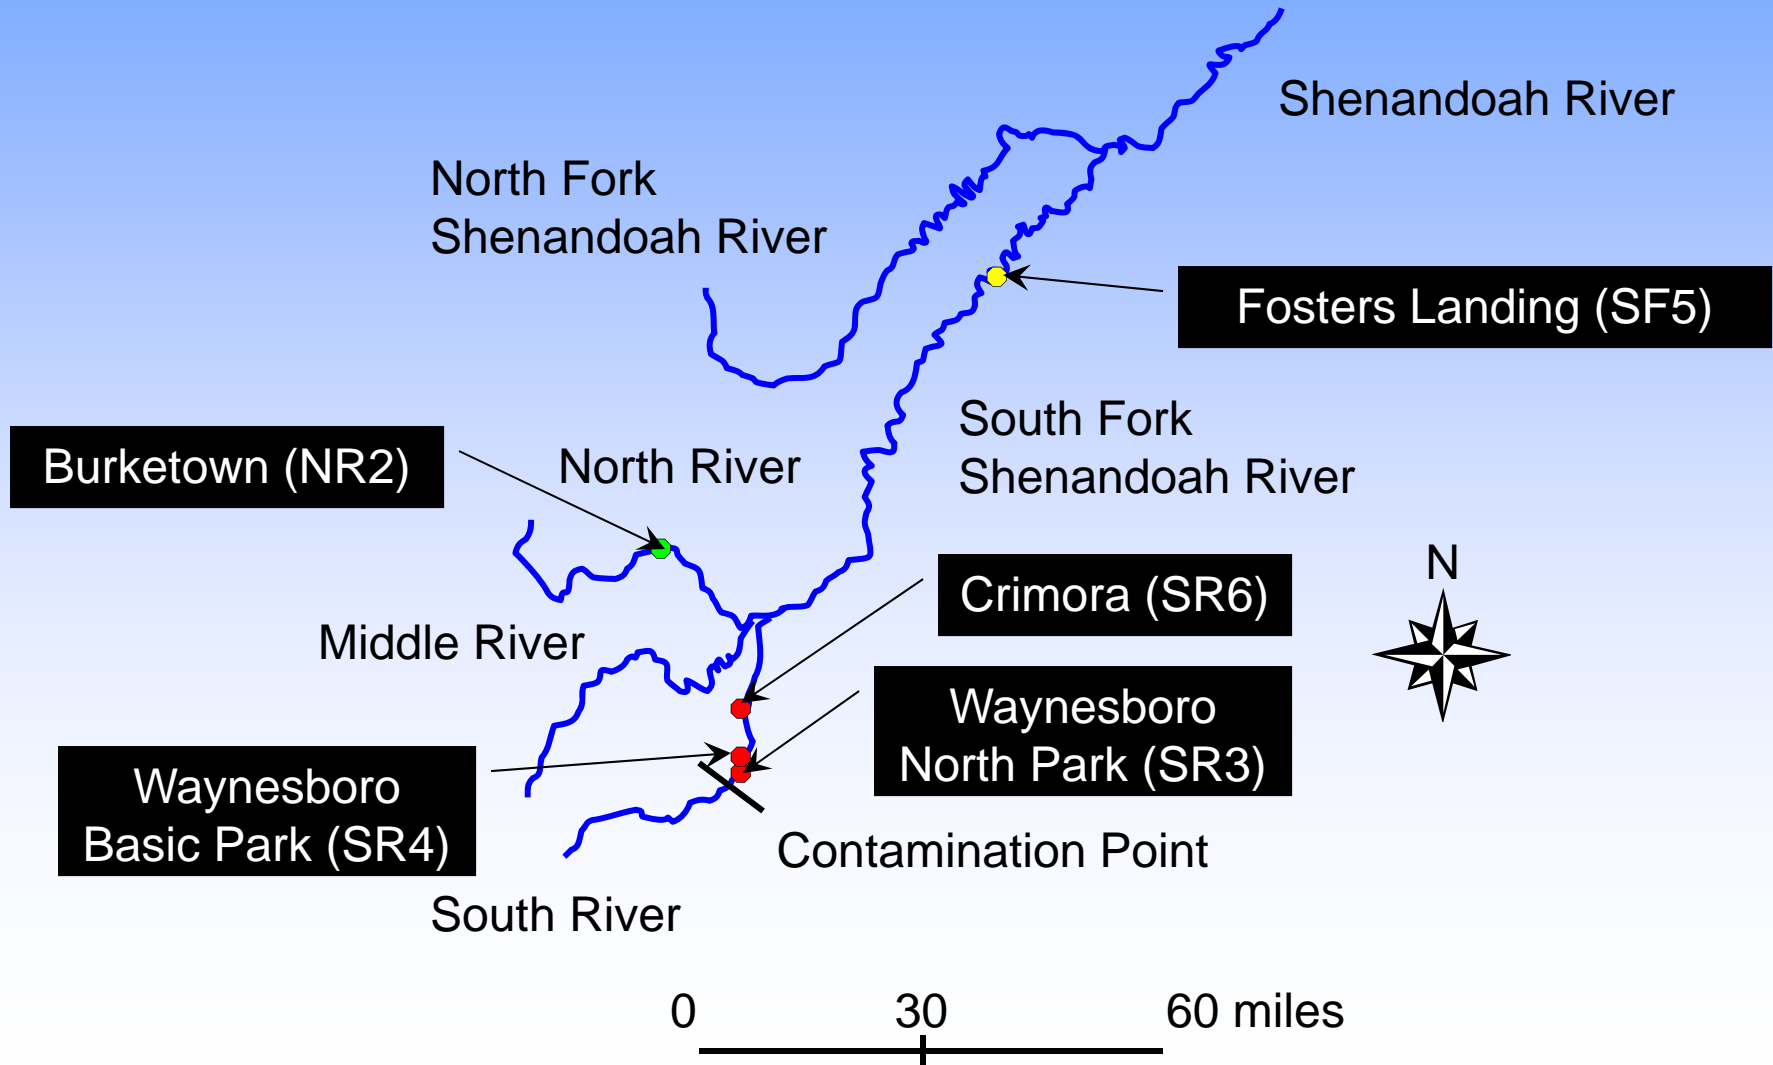 Shenandoah River
North Fork
Shenandoah River
Fosters Landing (SF5)
South Fork
Shenandoah River
Burketown (NR2)
North River
N
Crimora (SR6)
Middle River
Waynesboro
North Park (SR3)
Waynesboro
Basic Park (SR4)
Contamination Point
South River
0 30 60 miles